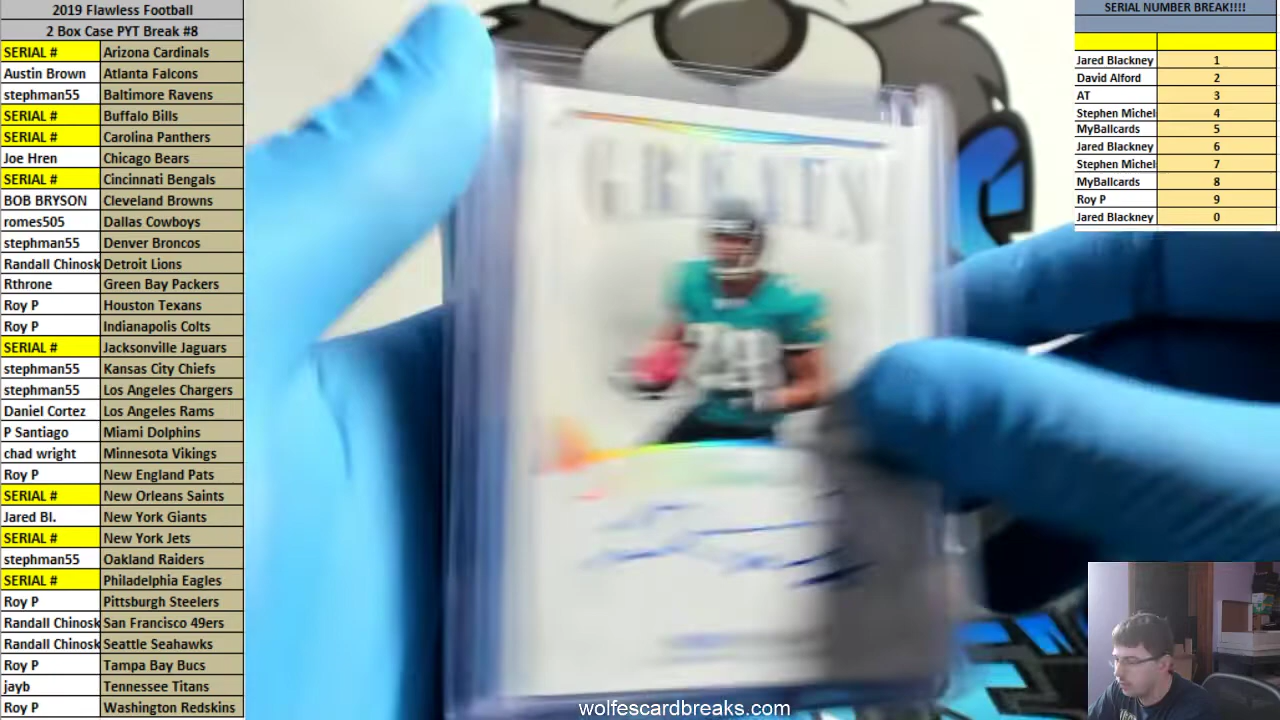 2019 Flawless Football
2 Box Case PYT Break #8
SERIAL # Arizona Cardinals
Austin Brown Atlanta Falcons
stephman55 Baltimore Ravens
SERIAL # Buffalo Bills
SERIAL # Carolina Panthers
Joe Hren Chicago Bears
SERIAL # Cincinnati Bengals
BOB BRYSON Cleveland Browns
romes505 Dallas Cowboys
stephman55 Denver Broncos
Randall Chinosk Detroit Lions
Rthrone Green Bay Packers
Roy P Houston Texans
Roy P Indianapolis Colts
SERIAL # Jacksonville Jaguars
stephman55 Kansas City Chiefs
stephman55 Los Angeles Chargers
Daniel Cortez Los Angeles Rams
P Santiago Miami Dolphins
chad wright Minnesota Vikings
Roy P New England Pats
SERIAL # New Orleans Saints
Jared Bl. New York Giants
SERIAL # New York Jets
stephman55 Oakland Raiders
SERIAL # Philadelphia Eagles
Roy P Pittsburgh Steelers
Randall Chinosk San Francisco 49ers
Randall Chinosk Seattle Seahawks
Roy P Tampa Bay Bucs
jayb Tennessee Titans
Roy P Washington Redskins
GREATS
wolfescardbreaks.com
SERIAL NUMBER BREAK!!!!
Jared Blackney 1
David Alford 2
AT 3
Stephen Michel 4
MyBallcards 5
Jared Blackney 6
Stephen Michel 7
MyBallcards 8
Roy P 9
Jared Blackney 0